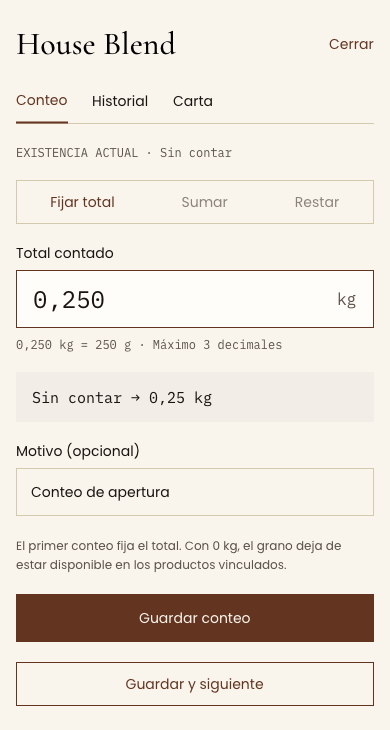 House Blend
Cerrar
Conteo
Historial
Carta
EXISTENCIA ACTUAL · Sin contar
Fijar total
Sumar
Restar
Total contado
0,250
kg
0,250 kg = 250 g · Máximo 3 decimales
Sin contar → 0,25 kg
Motivo (opcional)
Conteo de apertura
El primer conteo fija el total. Con 0 kg, el grano deja de
estar disponible en los productos vinculados.
Guardar conteo
Guardar y siguiente